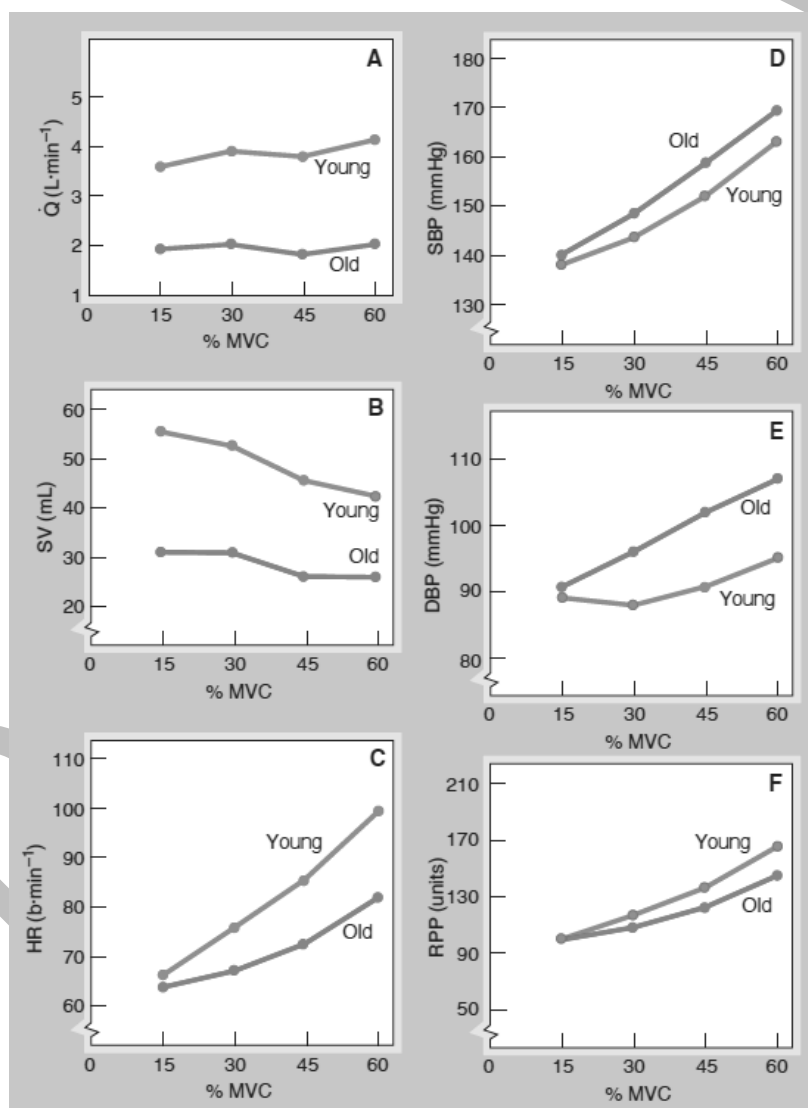 A
Q̇ (L·min⁻¹)
5
4
3
2
1
Young
Old
0 15 30 45 60
% MVC
B
SV (mL)
60
50
40
30
20
Young
Old
0 15 30 45 60
% MVC
C
HR (b·min⁻¹)
110
100
90
80
70
60
Young
Old
0 15 30 45 60
% MVC
D
SBP (mmHg)
180
170
160
150
140
130
Old
Young
0 15 30 45 60
% MVC
E
DBP (mmHg)
110
100
90
80
Old
Young
0 15 30 45 60
% MVC
F
RPP (units)
210
170
130
90
50
Young
Old
0 15 30 45 60
% MVC